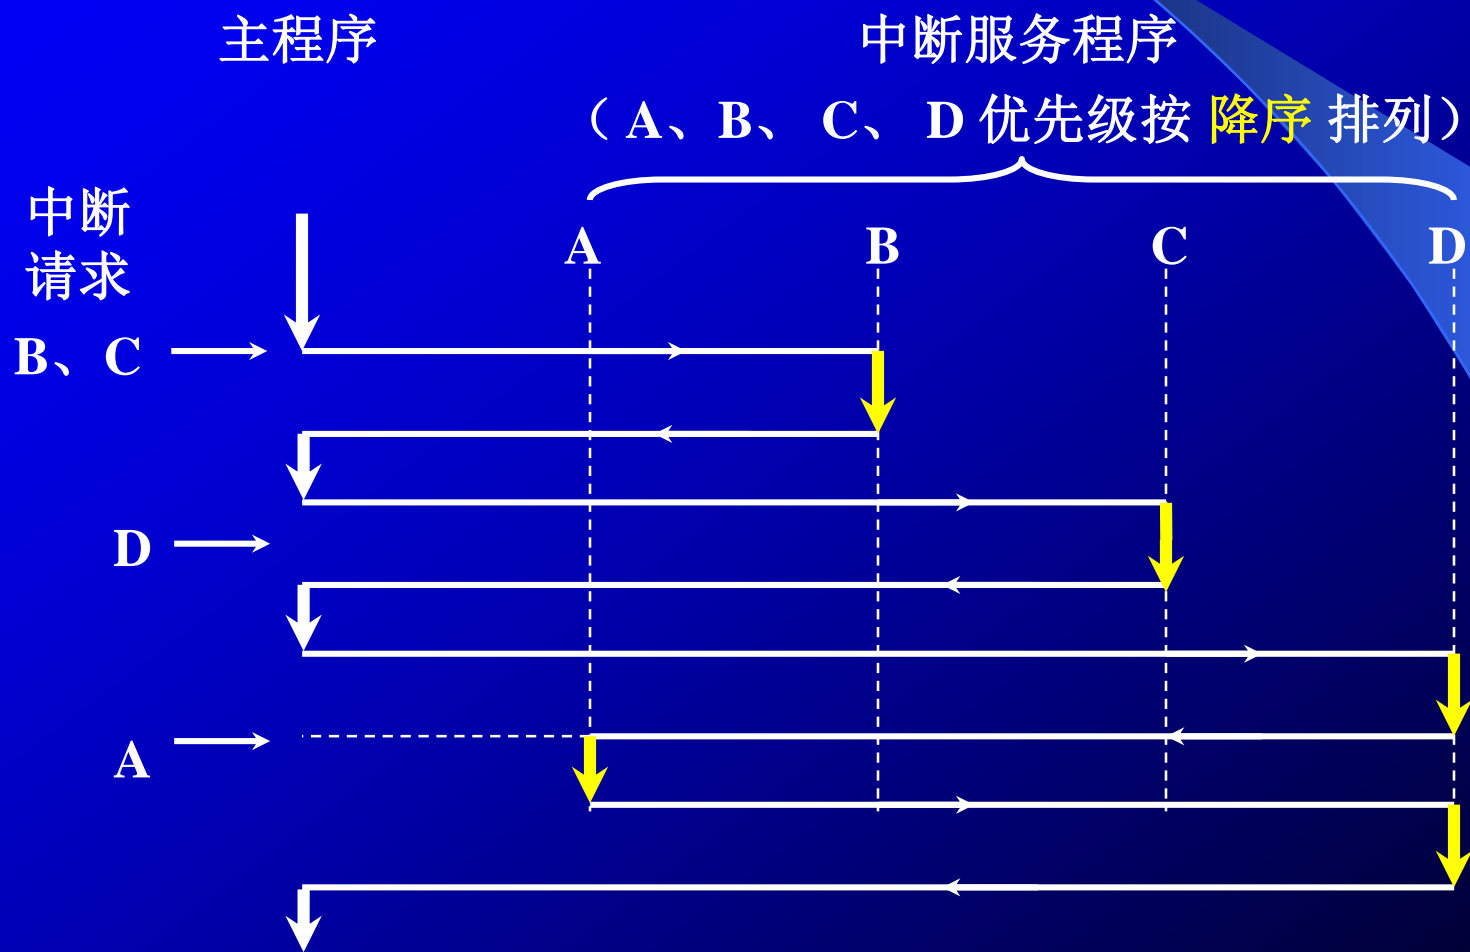 主程序
中断服务程序
（ A、B、 C、 D 优先级按 降序 排列）
中断
请求
A
B
C
D
B、C
D
A